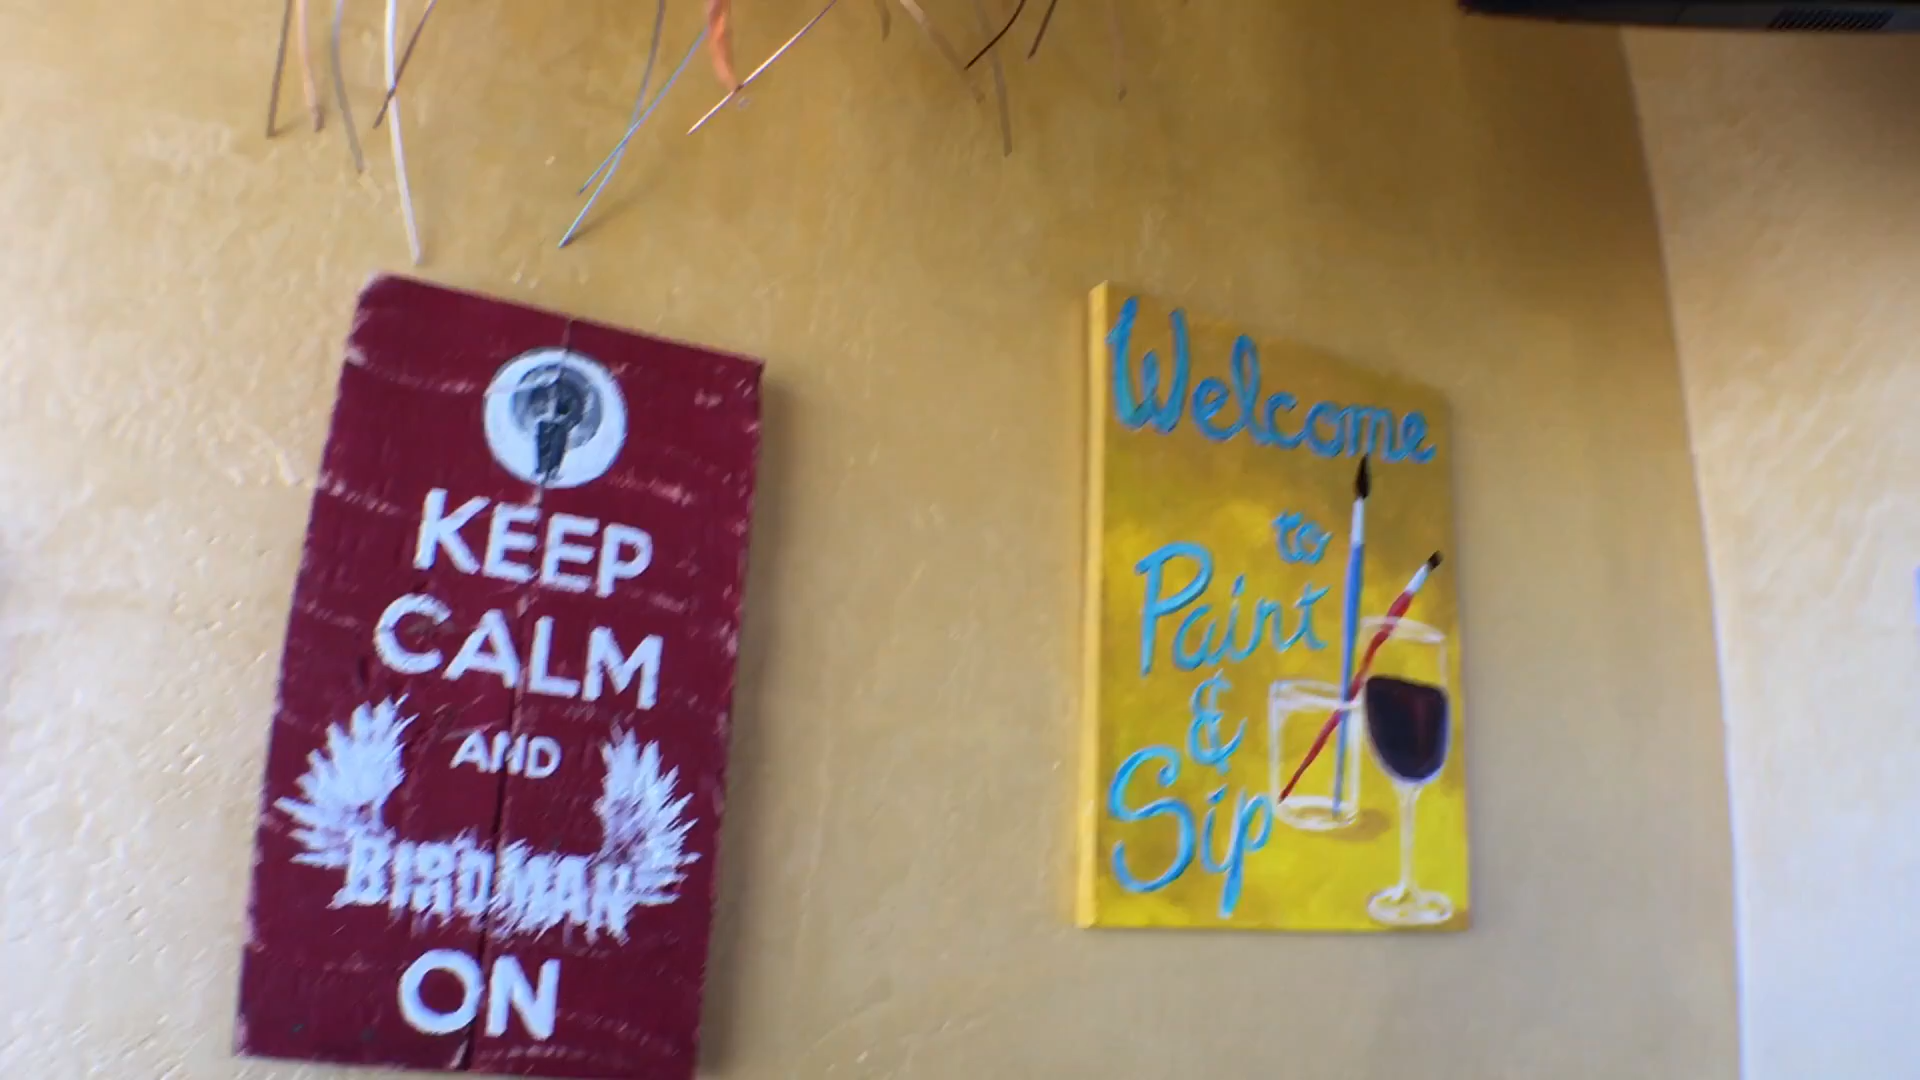 KEEP
CALM
AND
BIRDMAN
ON
Welcome
to
Paint
&
Sip